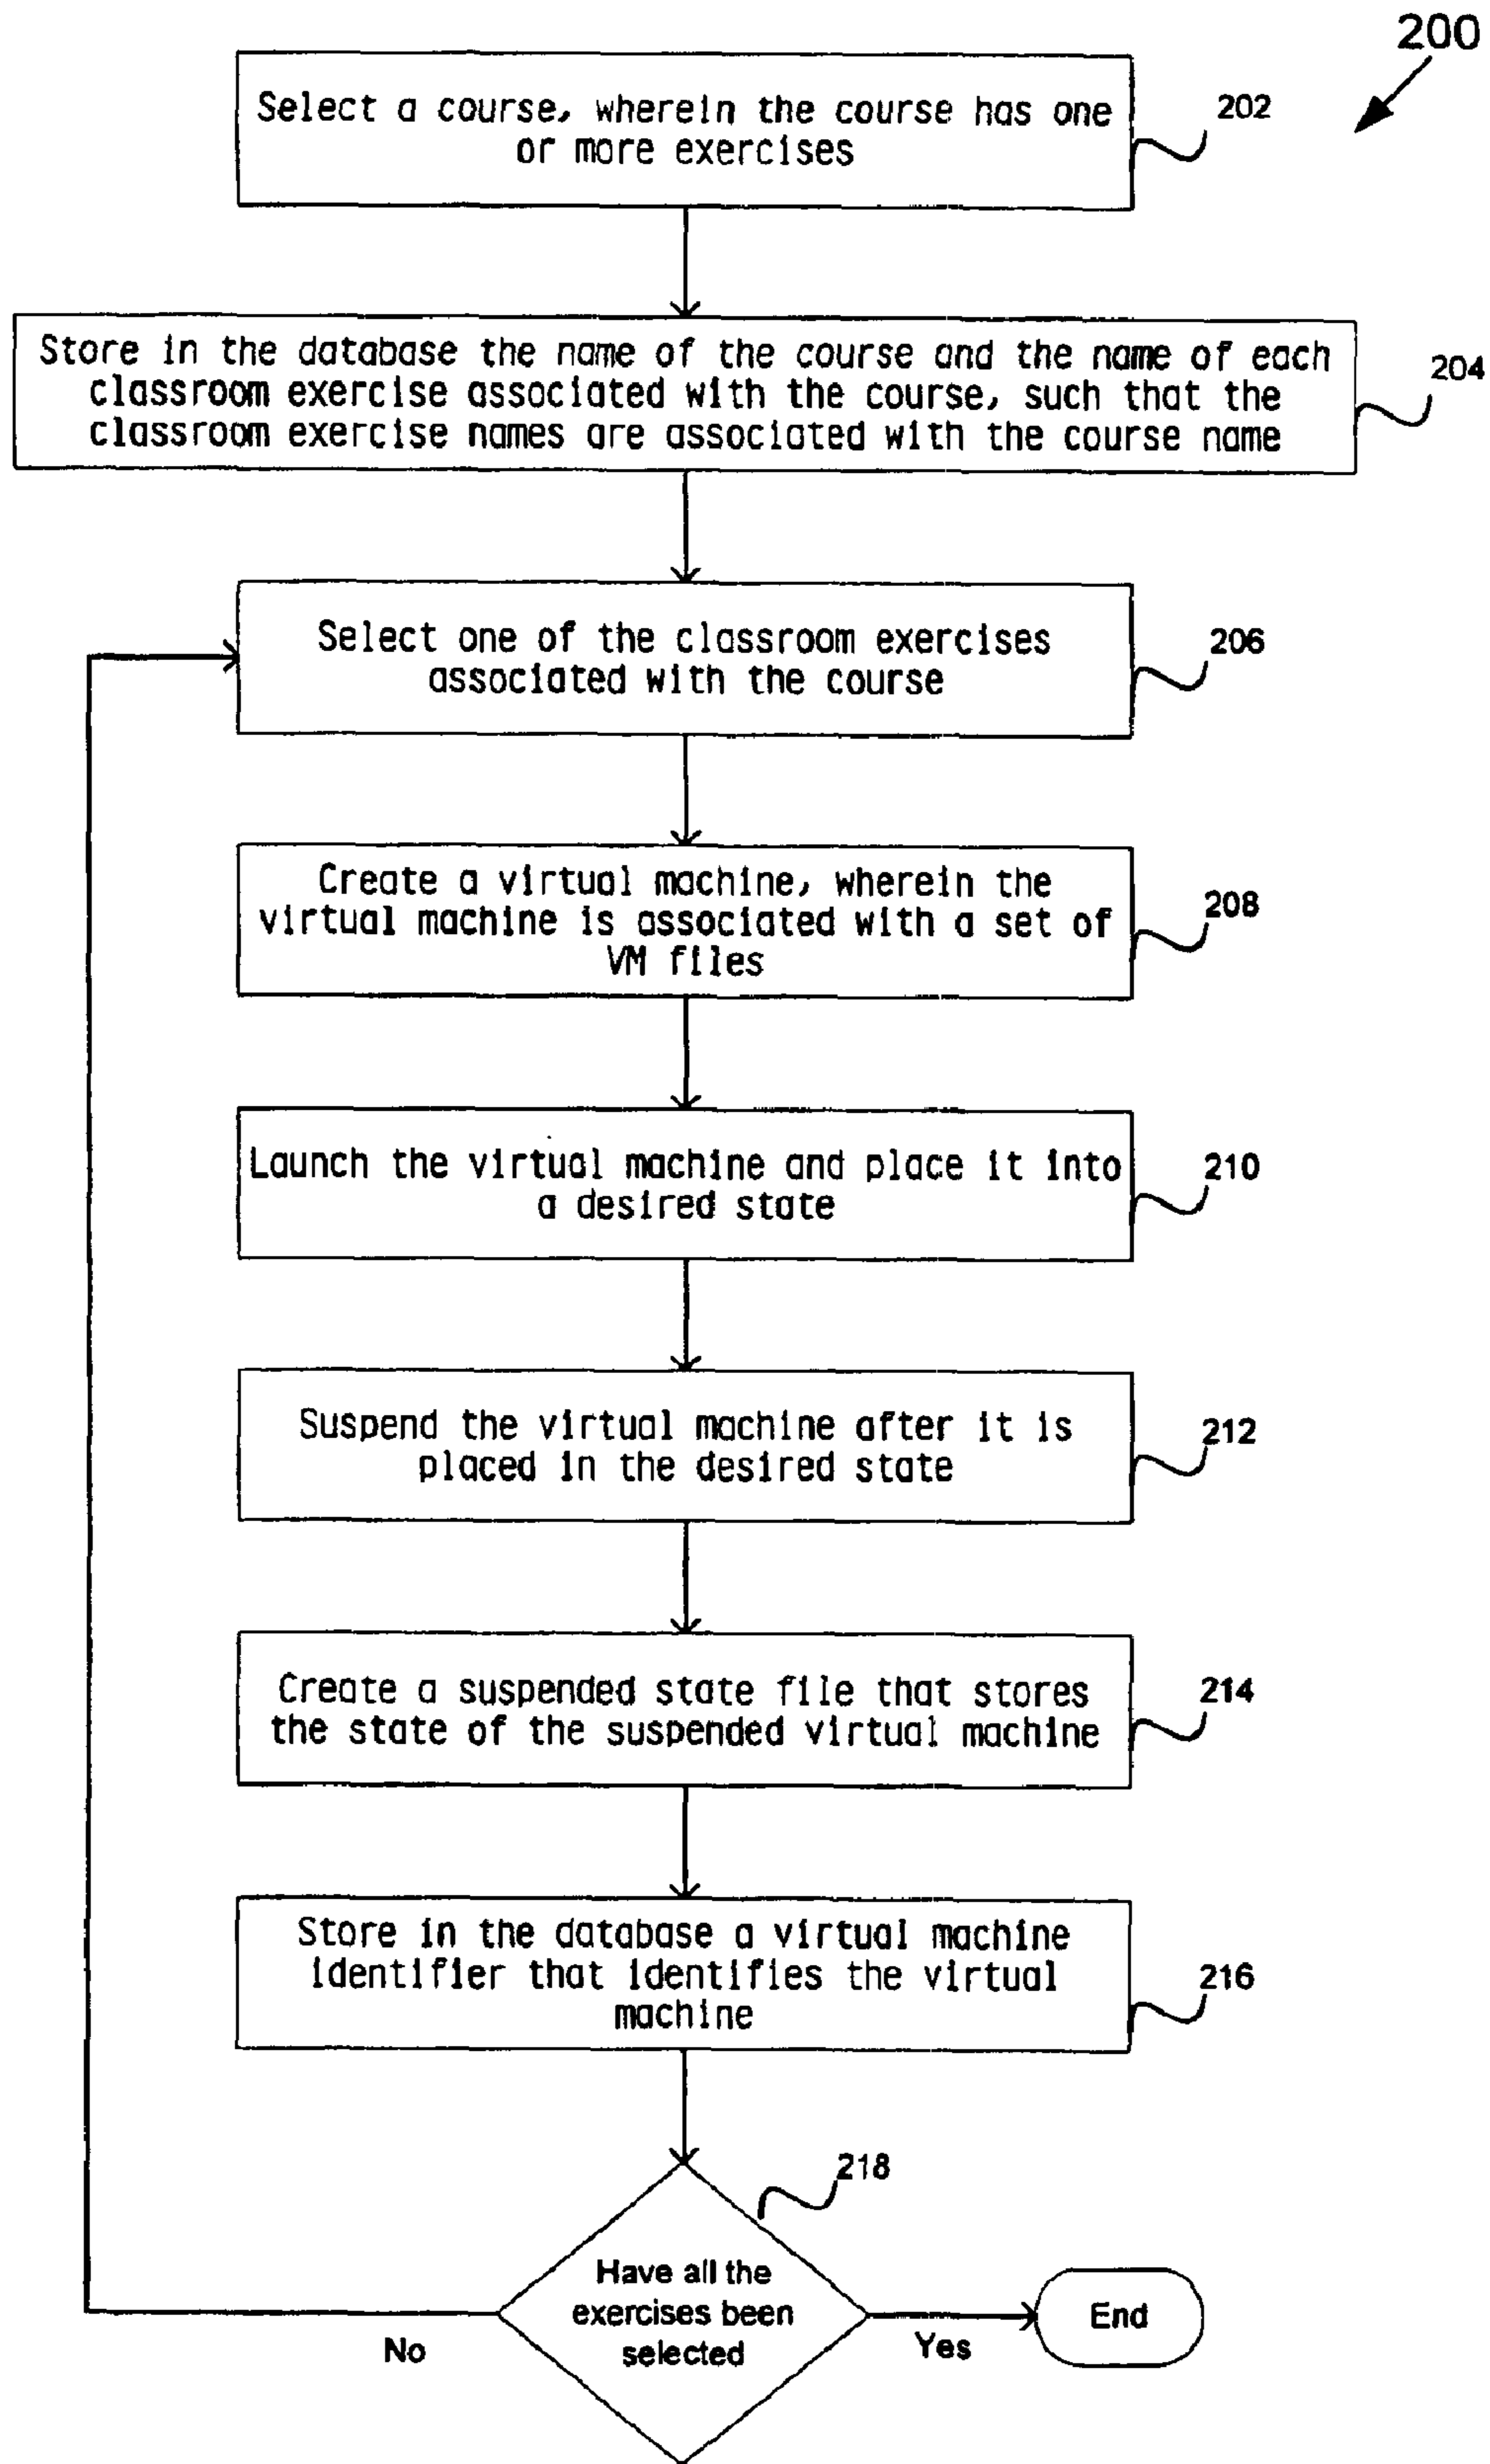 200
Select a course, wherein the course has one
or more exercises
202
Store in the database the name of the course and the name of each
classroom exercise associated with the course, such that the
classroom exercise names are associated with the course name
204
Select one of the classroom exercises
associated with the course
206
Create a virtual machine, wherein the
virtual machine is associated with a set of
VM files
208
Launch the virtual machine and place it into
a desired state
210
Suspend the virtual machine after it is
placed in the desired state
212
Create a suspended state file that stores
the state of the suspended virtual machine
214
Store in the database a virtual machine
identifier that identifies the virtual
machine
216
218
Have all the
exercises been
selected
No
Yes
End